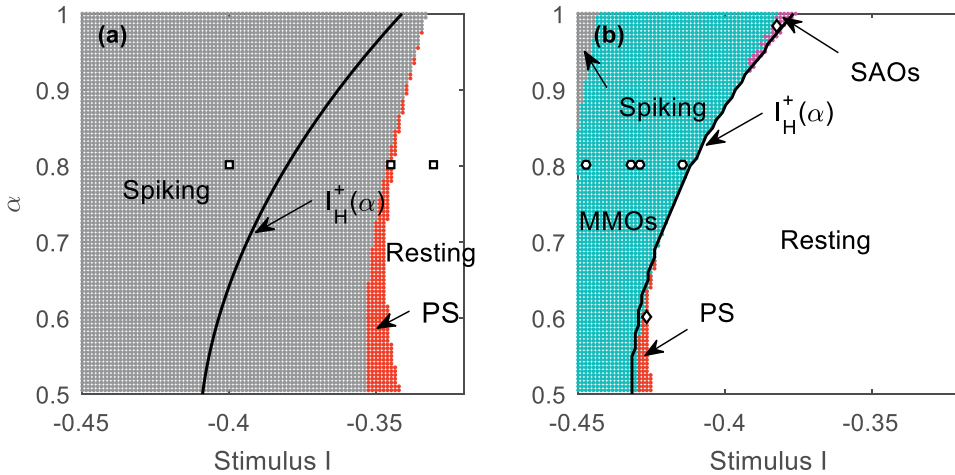 (a)
Spiking
I_H^+(α)
Resting
PS
α
1
0.9
0.8
0.7
0.6
0.5
-0.45
-0.4
-0.35
Stimulus I
(b)
SAOs
Spiking
I_H^+(α)
MMOs
Resting
PS
1
0.9
0.8
0.7
0.6
0.5
-0.45
-0.4
-0.35
Stimulus I